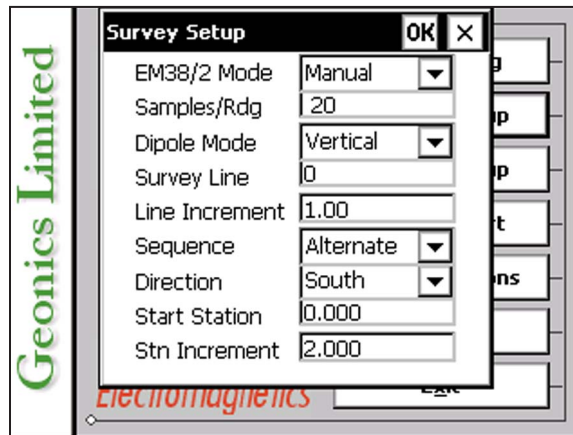 Geonics Limited
Survey Setup OK ×
EM38/2 Mode Manual
Samples/Rdg 20
Dipole Mode Vertical
Survey Line 0
Line Increment 1.00
Sequence Alternate
Direction South
Start Station 0.000
Stn Increment 2.000
Electromagnetics
Exit